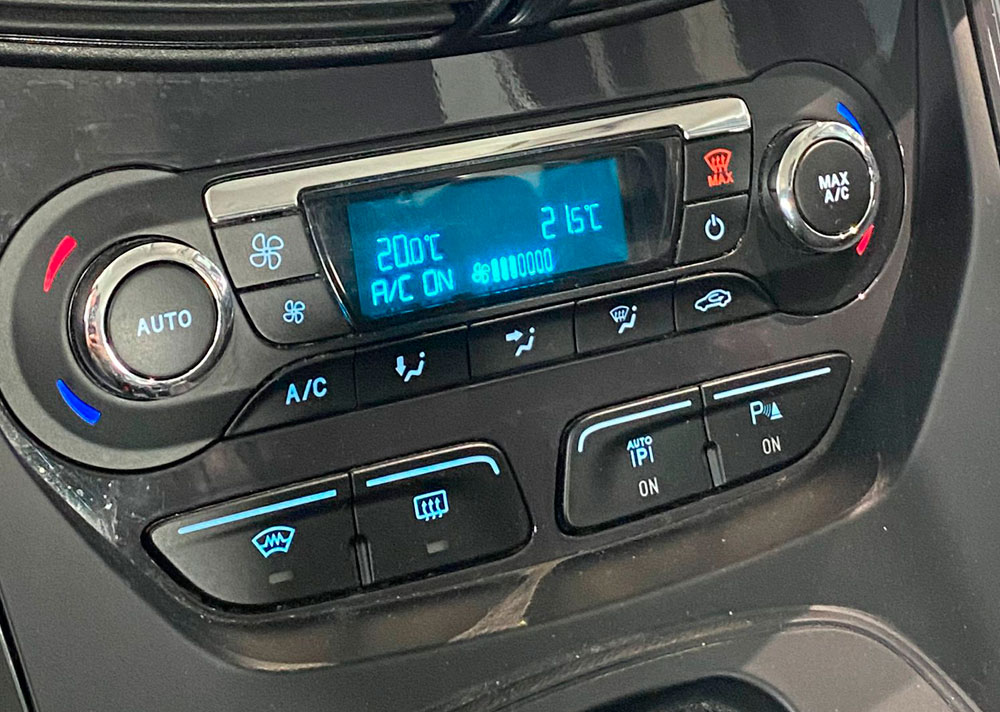 MAX
MAX
A/C
20.0°C
21.5°C
A/C ON
AUTO
A/C
AUTO
P
ON
P
ON